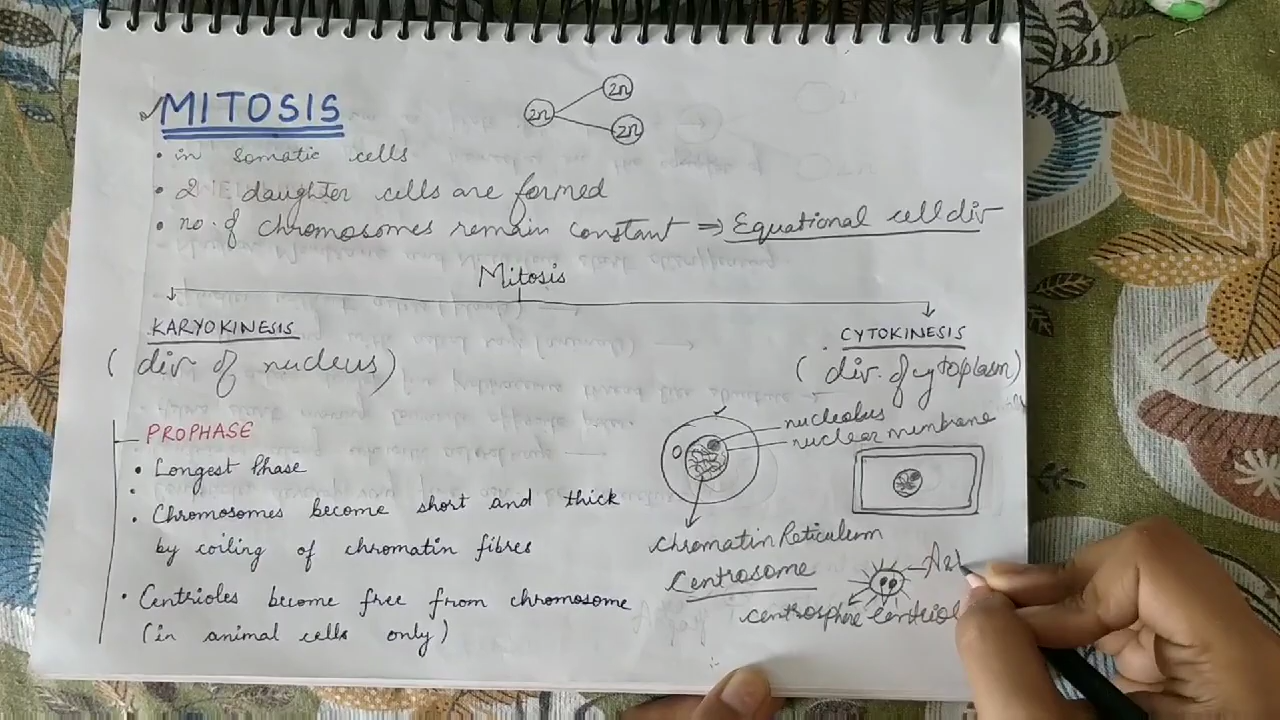 MITOSIS
2n
2n
2n
• in somatic cells
• 2 daughter cells are formed
• no. of chromosomes remain constant ⇒ Equational cell div
Mitosis
KARYOKINESIS
(div of nucleus)
CYTOKINESIS
(div. of cytoplasm)
PROPHASE
• Longest Phase
• Chromosomes become short and thick
by coiling of chromatin fibres
• Centrioles become free from chromosome
(in animal cells only)
nucleolus
nuclear membrane
Chromatin Reticulum
Centrosome
centrosphere